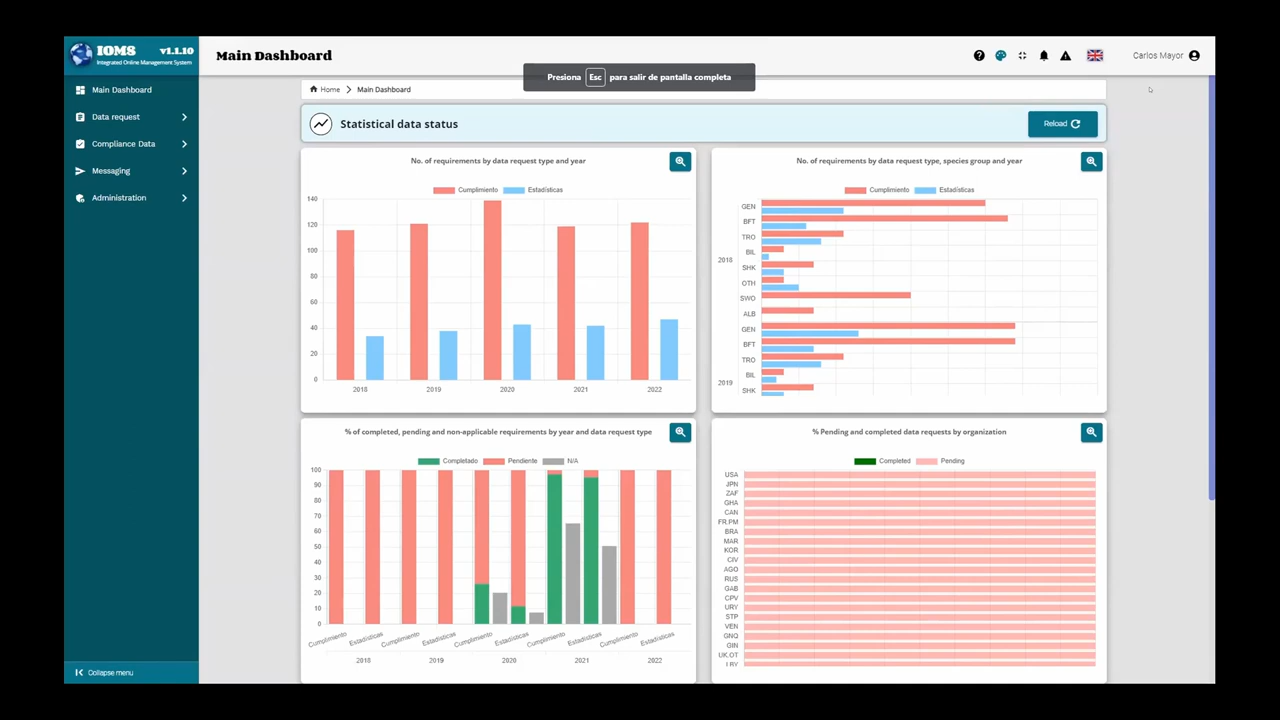 IOMS v1.1.10
Integrated Online Management System
Main Dashboard
Carlos Mayor
Presiona Esc para salir de pantalla completa
Main Dashboard
Data request
Compliance Data
Messaging
Administration
Collapse menu
Home > Main Dashboard
Statistical data status
Reload
No. of requirements by data request type and year
Cumplimiento Estadísticas
140
120
100
80
60
40
20
0
2018 2019 2020 2021 2022
No. of requirements by data request type, species group and year
Cumplimiento Estadísticas
GEN
BFT
TRO
BIL
2018
SHK
OTH
SWO
ALB
GEN
BFT
TRO
BIL
2019
SHK
% of completed, pending and non-applicable requirements by year and data request type
Completado Pendiente N/A
100
90
80
70
60
50
40
30
20
10
0
Cumplimiento Estadísticas Cumplimiento Estadísticas Cumplimiento Estadísticas Cumplimiento Estadísticas Cumplimiento Estadísticas
2018 2019 2020 2021 2022
% Pending and completed data requests by organization
Completed Pending
USA
JPN
ZAF
GHA
CAN
FR.PM
BRA
MAR
KOR
CIV
AGO
RUS
GAB
CPV
URY
STP
VEN
GNQ
GIN
UK.OT
LBY